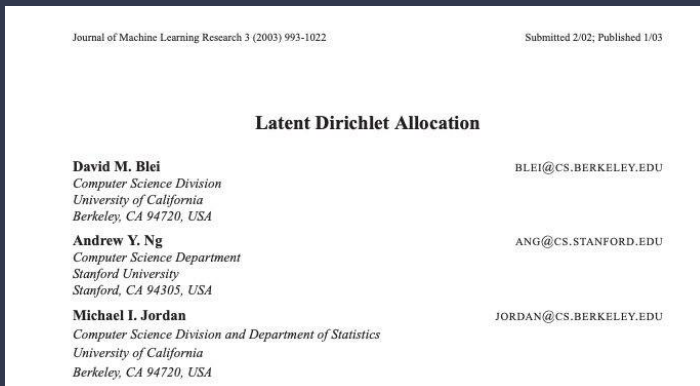 Journal of Machine Learning Research 3 (2003) 993-1022 Submitted 2/02; Published 1/03
Latent Dirichlet Allocation
David M. Blei BLEI@CS.BERKELEY.EDU
Computer Science Division
University of California
Berkeley, CA 94720, USA
Andrew Y. Ng ANG@CS.STANFORD.EDU
Computer Science Department
Stanford University
Stanford, CA 94305, USA
Michael I. Jordan JORDAN@CS.BERKELEY.EDU
Computer Science Division and Department of Statistics
University of California
Berkeley, CA 94720, USA